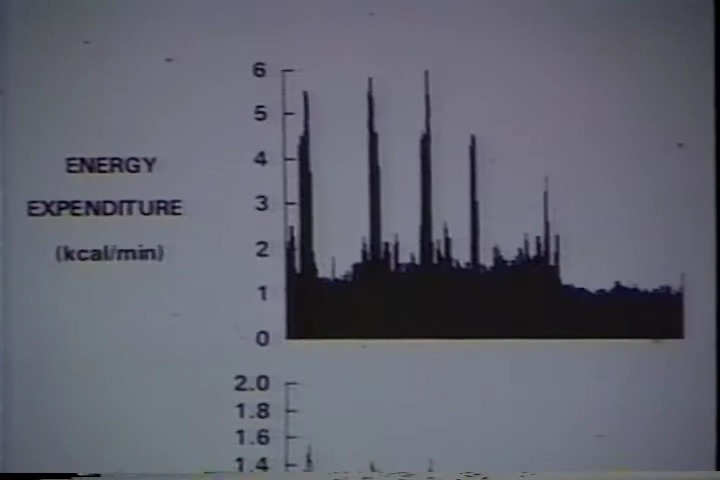 6
5
ENERGY 4
EXPENDITURE 3
(kcal/min) 2
1
0
2.0
1.8
1.6
1.4